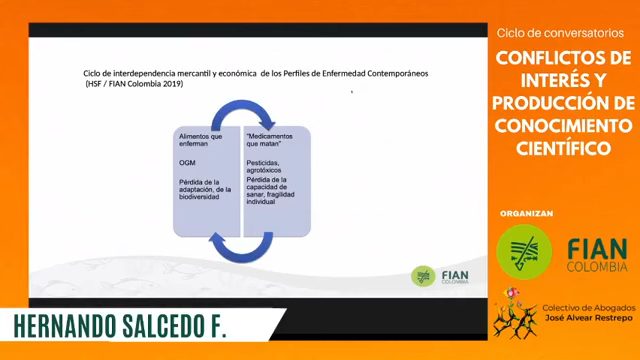 Ciclo de conversatorios
CONFLICTOS DE
INTERÉS Y
PRODUCCIÓN DE
CONOCIMIENTO
CIENTÍFICO
ORGANIZAN
FIAN
COLOMBIA
Colectivo de Abogados
José Alvear Restrepo
Ciclo de interdependencia mercantil y económica de los Perfiles de Enfermedad Contemporáneos
(HSF / FIAN Colombia 2019)
Alimentos que
enferman
OGM
Pérdida de la
adaptación, de la
biodiversidad
"Medicamentos
que matan"
Pesticidas,
agrotóxicos
Pérdida de la
capacidad de
sanar, fragilidad
individual
FIAN
COLOMBIA
HERNANDO SALCEDO F.